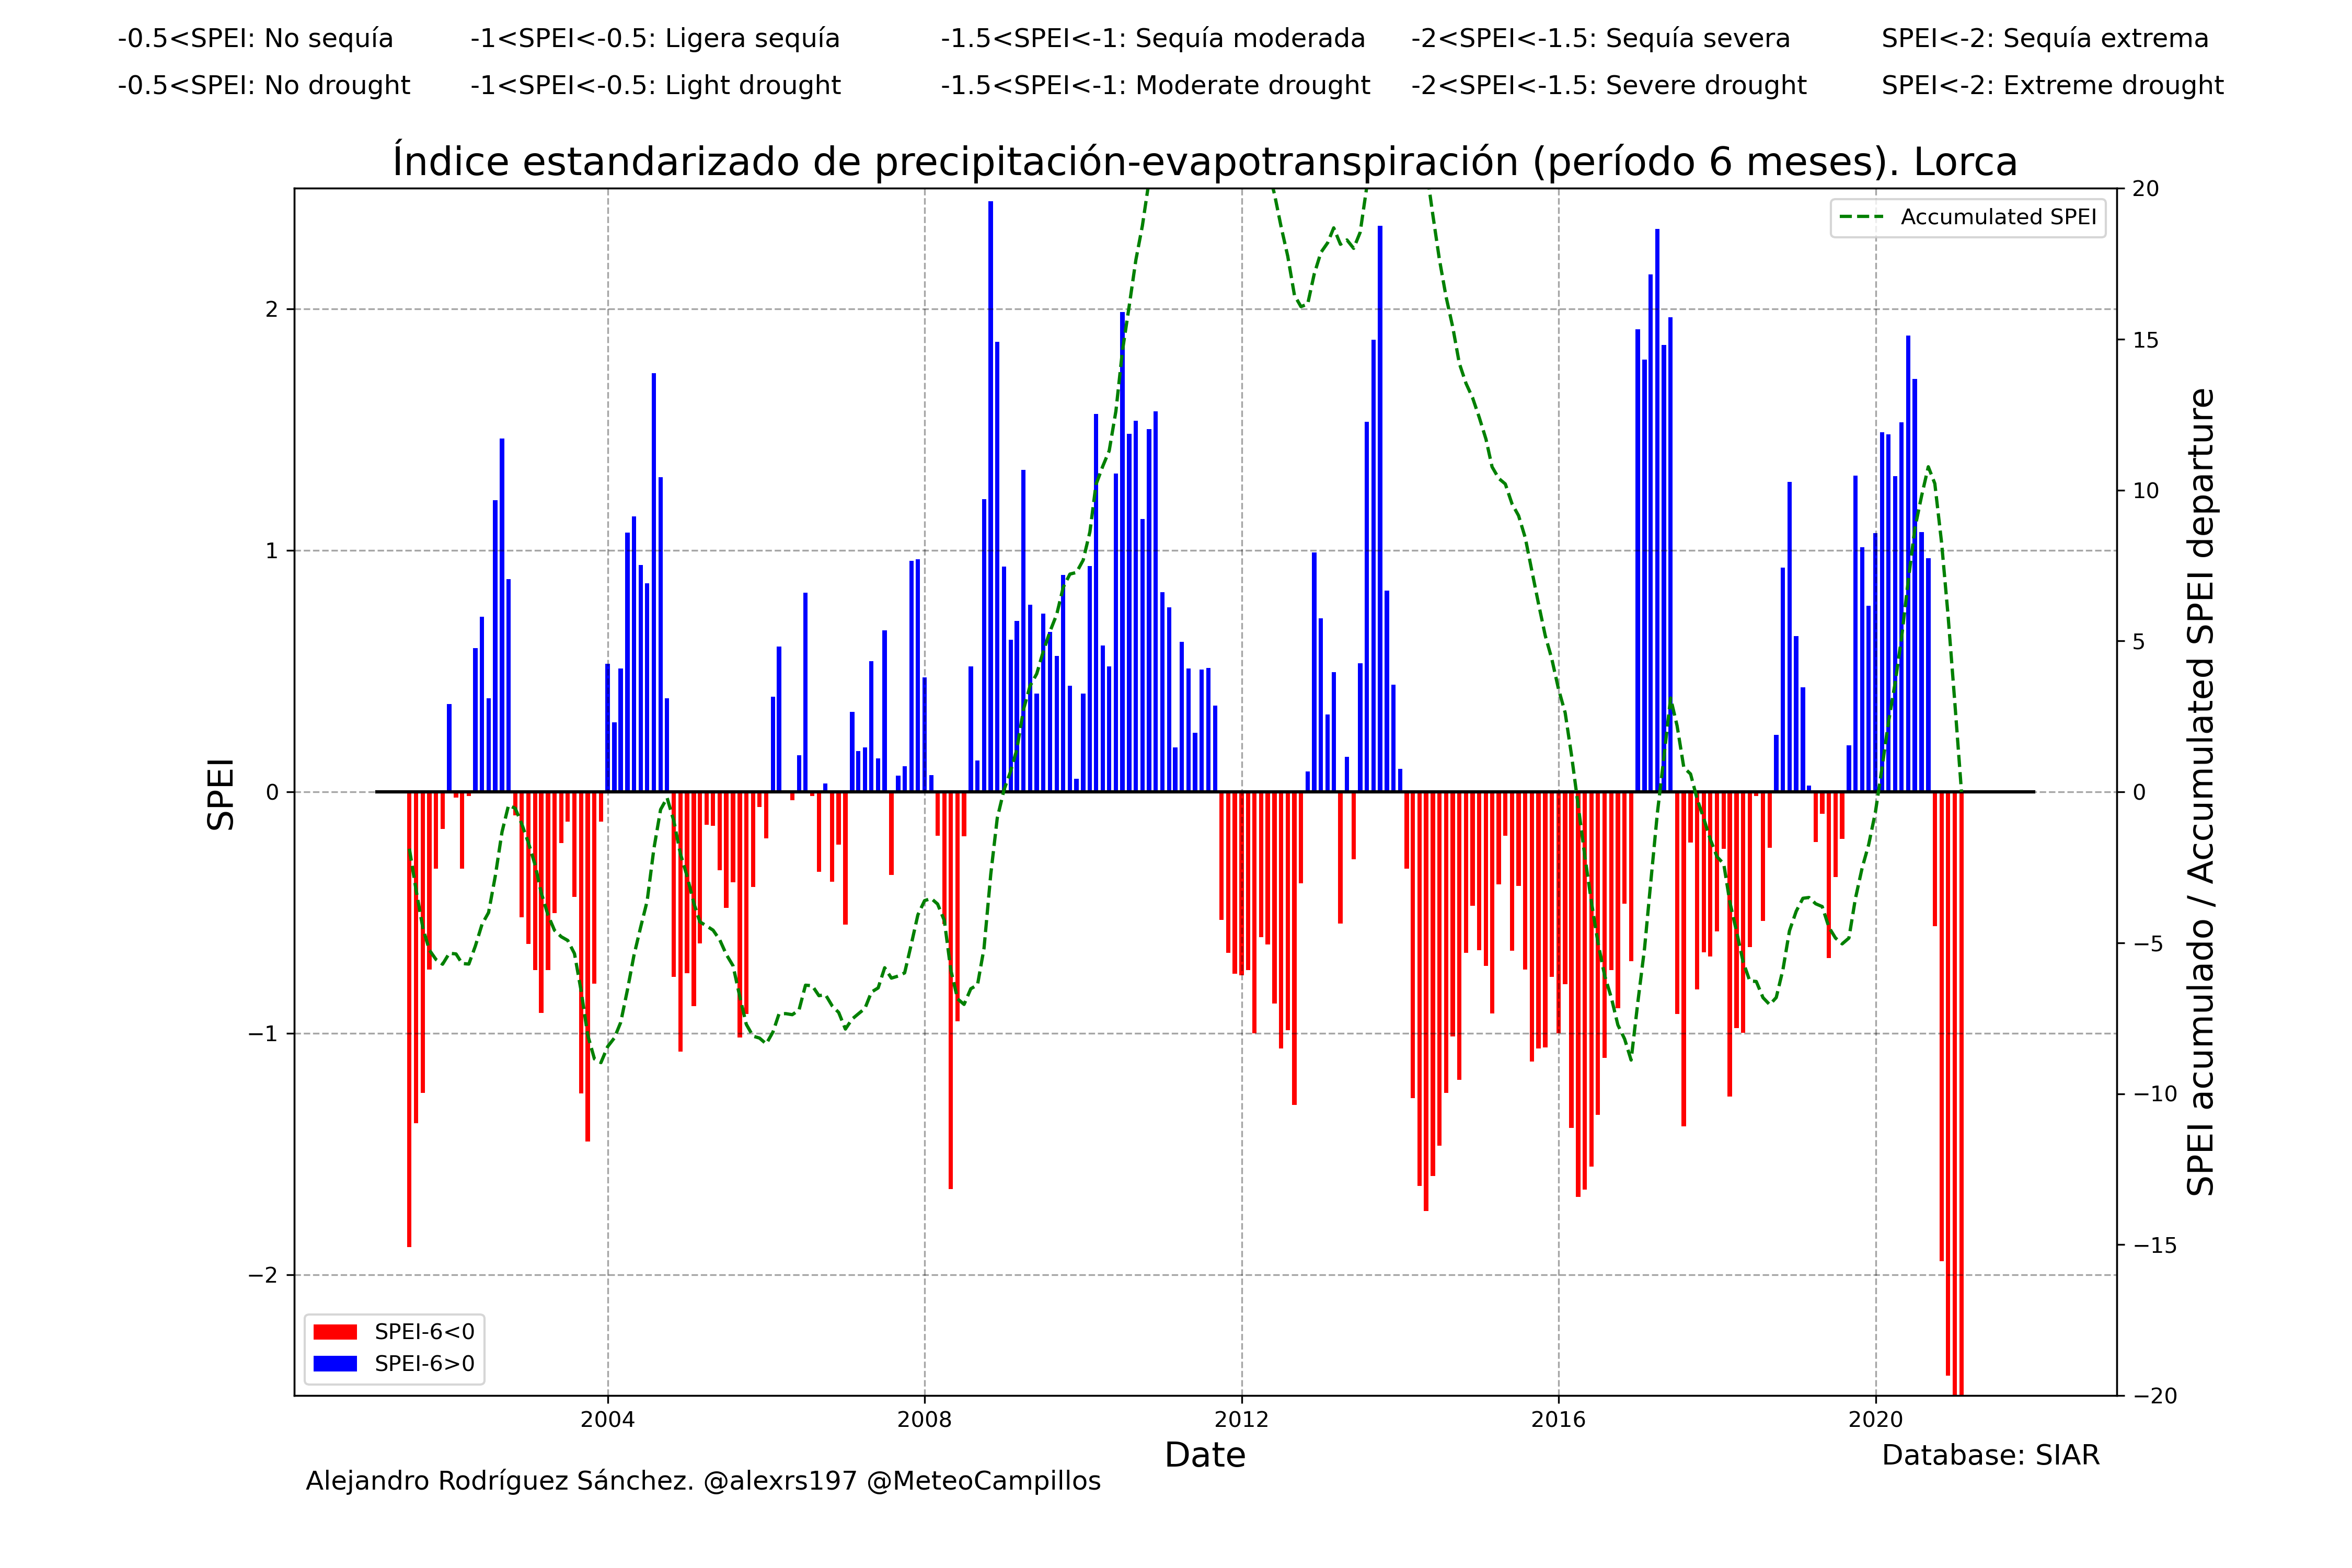 -0.5<SPEI: No sequía -1<SPEI<-0.5: Ligera sequía -1.5<SPEI<-1: Sequía moderada -2<SPEI<-1.5: Sequía severa SPEI<-2: Sequía extrema
-0.5<SPEI: No drought -1<SPEI<-0.5: Light drought -1.5<SPEI<-1: Moderate drought -2<SPEI<-1.5: Severe drought SPEI<-2: Extreme drought
Índice estandarizado de precipitación-evapotranspiración (período 6 meses). Lorca
Accumulated SPEI
SPEI
2
1
0
−1
−2
20
15
10
5
0
−5
−10
−15
−20
SPEI acumulado / Accumulated SPEI departure
SPEI-6<0
SPEI-6>0
2004 2008 2012 2016 2020
Date
Database: SIAR
Alejandro Rodríguez Sánchez. @alexrs197 @MeteoCampillos